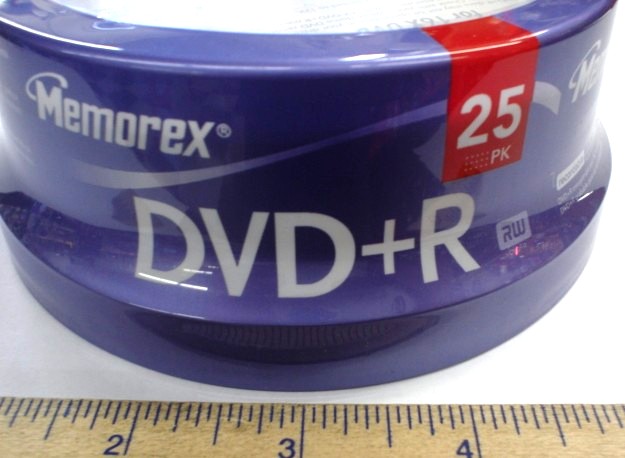 Memorex®
25
PK
DVD+R
RW
2 3 4